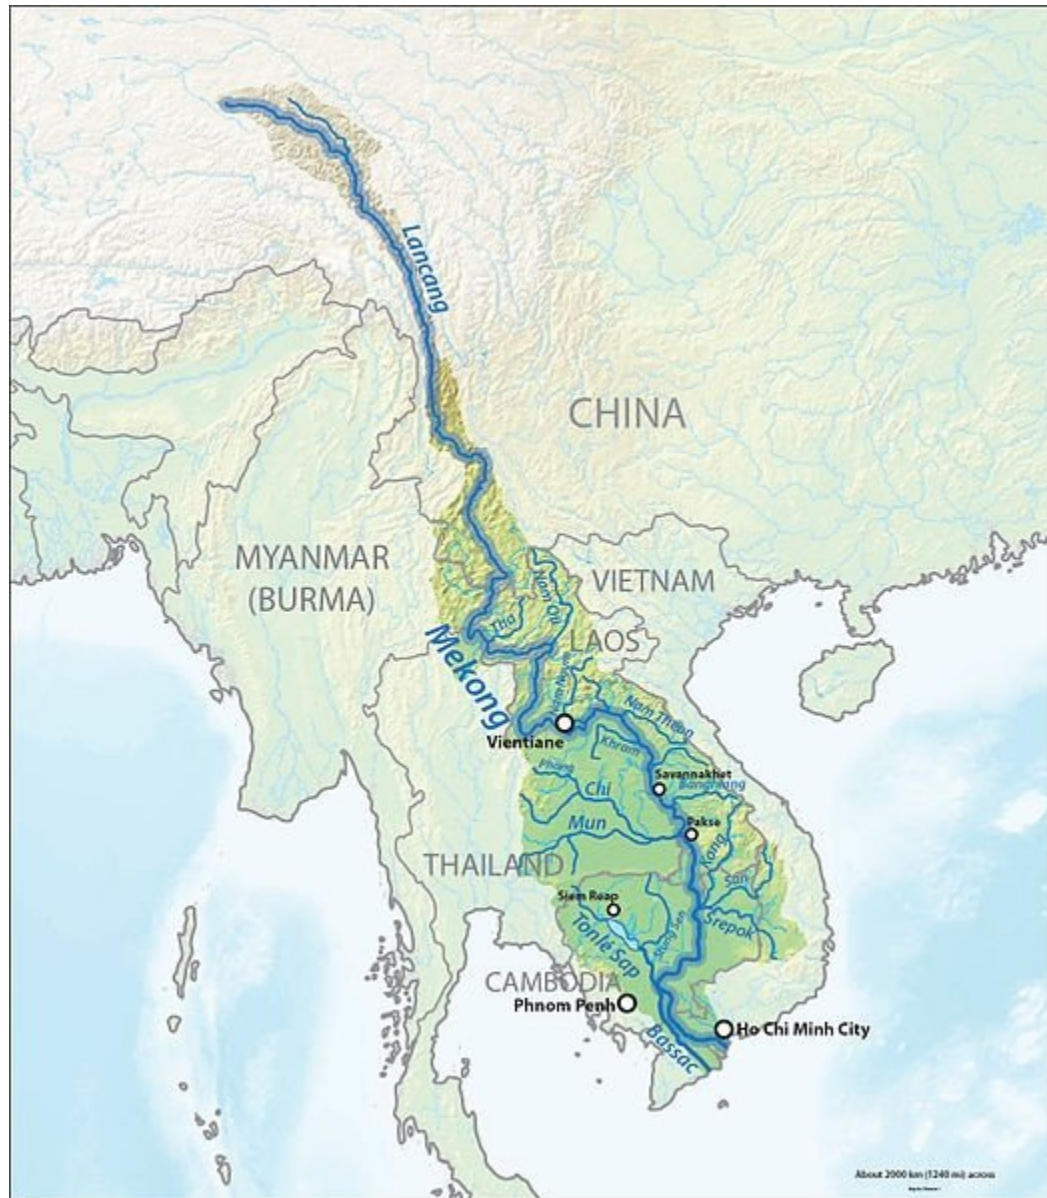 Lancang
CHINA
MYANMAR
(BURMA)
VIETNAM
Nam Ou
Tha
LAOS
Mekong
Nam Theun
Vientiane
Khram
Phong
Savannakhet
Banghiang
Chi
Mun
Pakse
Kong
THAILAND
San
Siem Reap
Srepok
Stung Sen
Tonlé Sap
CAMBODIA
Phnom Penh
Bassac
Ho Chi Minh City
About 2000 km (1240 mi) across